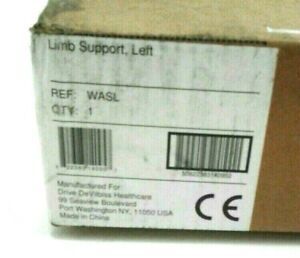 Limb Support, Left
REF: WASL
QTY: 1
Manufactured For:
Drive DeVilbiss Healthcare
99 Seaview Boulevard
Port Washington NY, 11050 USA
Made in China
CE